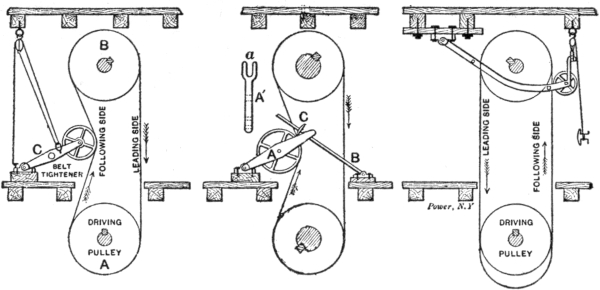 B
C
BELT
TIGHTENER
FOLLOWING SIDE
LEADING SIDE
DRIVING
PULLEY
A
a
A'
C
A
B
LEADING SIDE
FOLLOWING SIDE
Power, N.Y
DRIVING
PULLEY